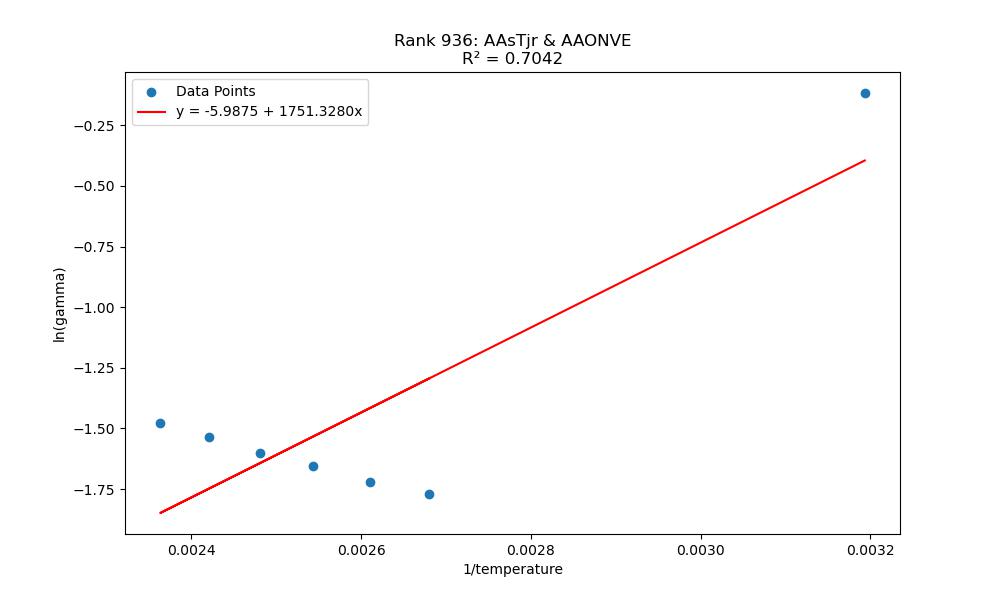 Rank 936: AAsTjr & AAONVE
R² = 0.7042
Data Points
y = -5.9875 + 1751.3280x
−0.25
−0.50
−0.75
−1.00
−1.25
−1.50
−1.75
ln(gamma)
0.0024 0.0026 0.0028 0.0030 0.0032
1/temperature